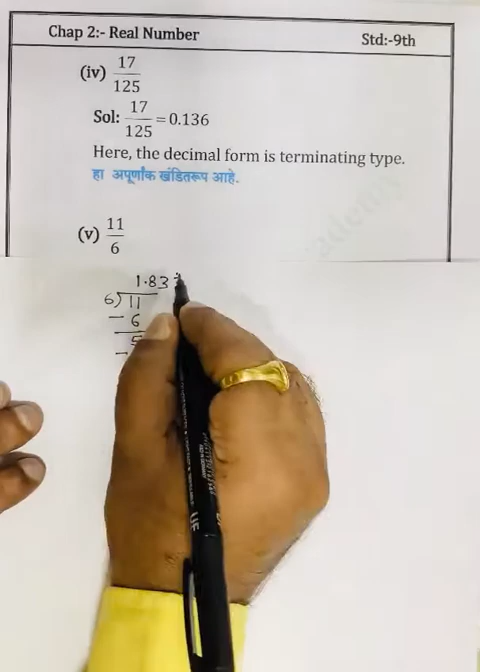 Chap 2:- Real Number Std:-9th
(iv) 17/125
Sol: 17/125 = 0.136
Here, the decimal form is terminating type.
हा अपूर्णांक खंडितरूप आहे.
(v) 11/6
1.83
6)11
- 6
5
-